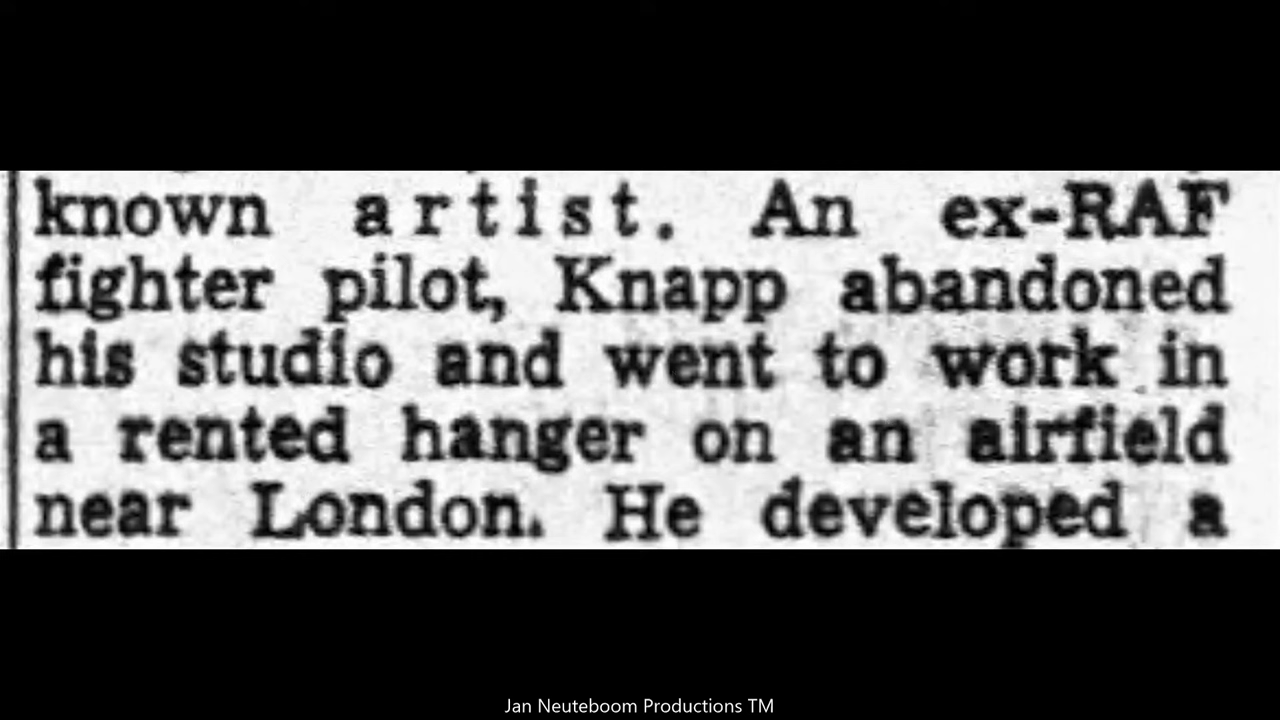 known artist. An ex-RAF
fighter pilot, Knapp abandoned
his studio and went to work in
a rented hanger on an airfield
near London. He developed a
Jan Neuteboom Productions TM